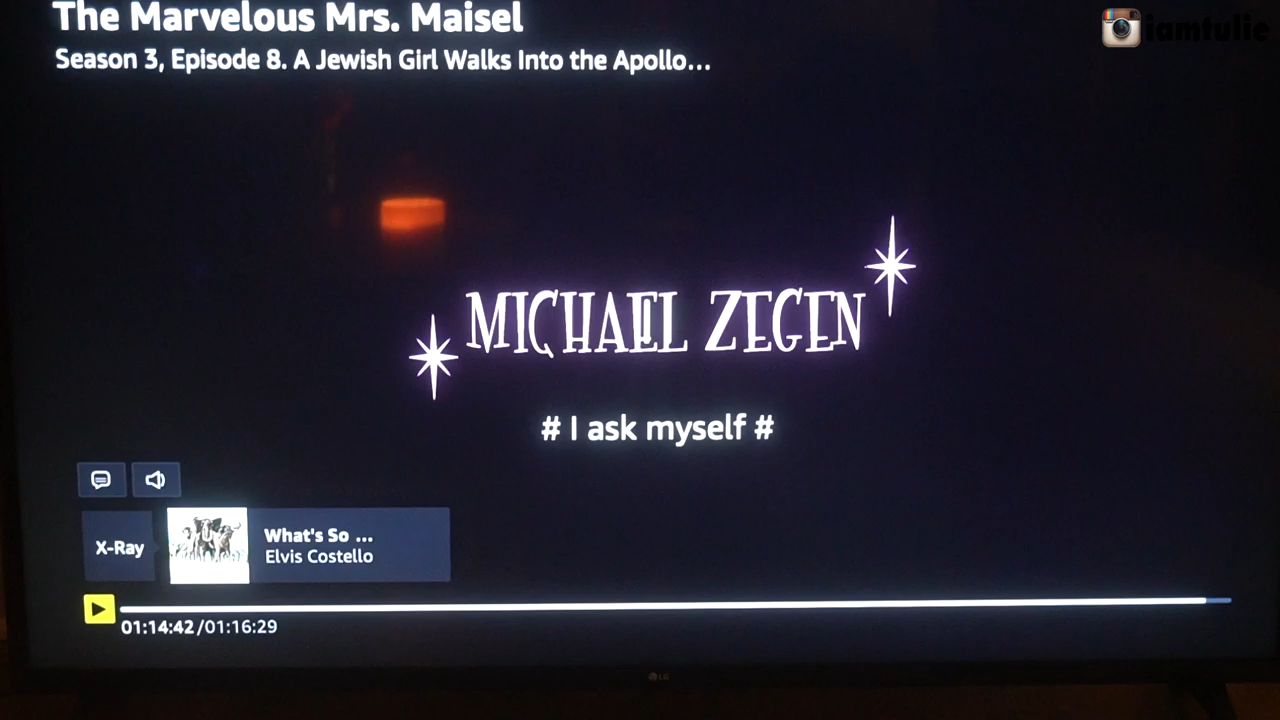 The Marvelous Mrs. Maisel
iamtulie
Season 3, Episode 8. A Jewish Girl Walks Into the Apollo...
MICHAEL ZEGEN
# I ask myself #
X-Ray
What's So ...
Elvis Costello
01:14:42/01:16:29
LG